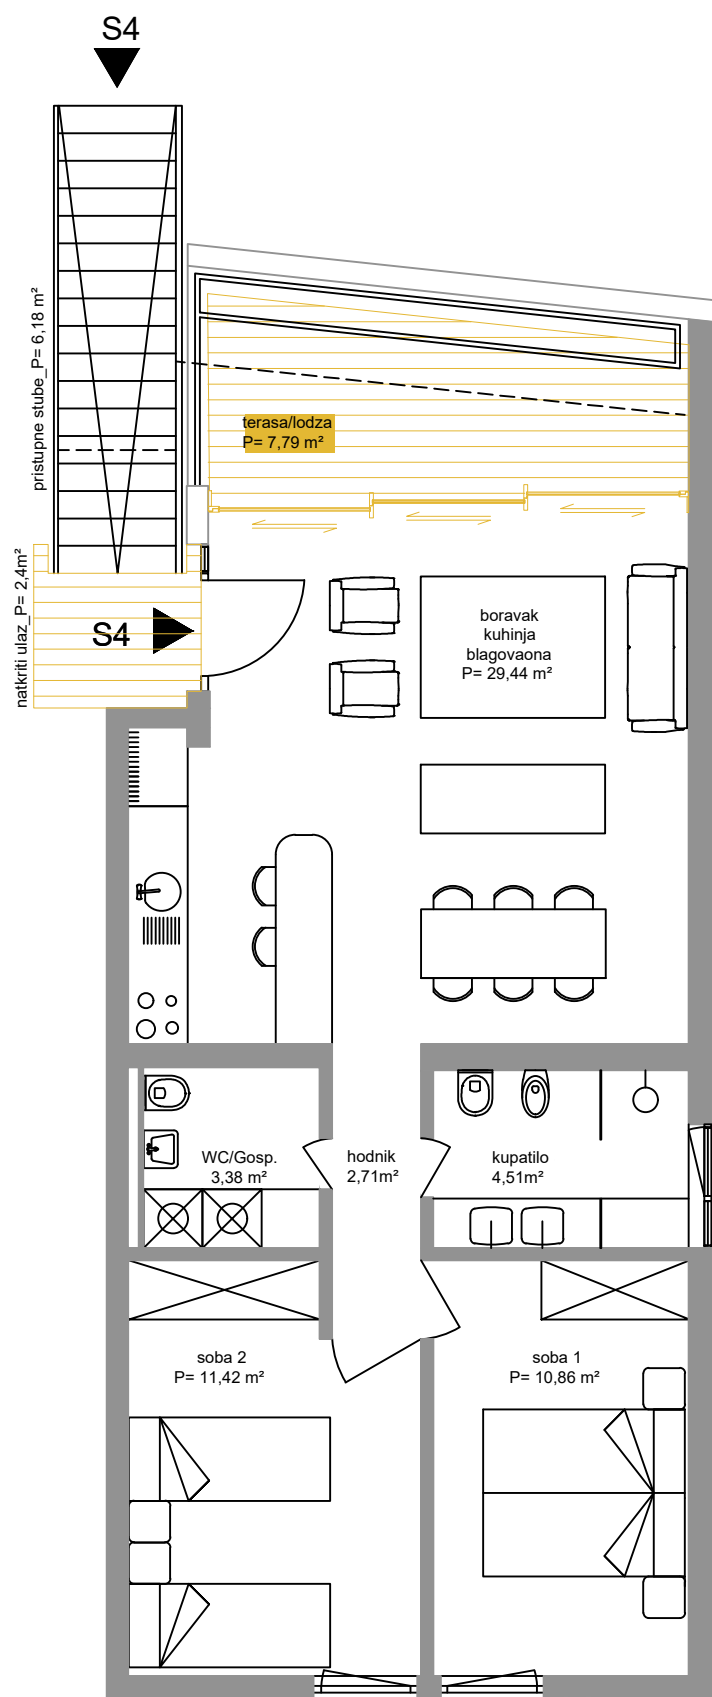 S4
pristupne stube_P= 6,18 m²
terasa/lodza
P= 7,79 m²
natkriti ulaz_P= 2,4m²
S4
boravak
kuhinja
blagovaona
P= 29,44 m²
WC/Gosp.
3,38 m²
hodnik
2,71m²
kupatilo
4,51m²
soba 2
P= 11,42 m²
soba 1
P= 10,86 m²